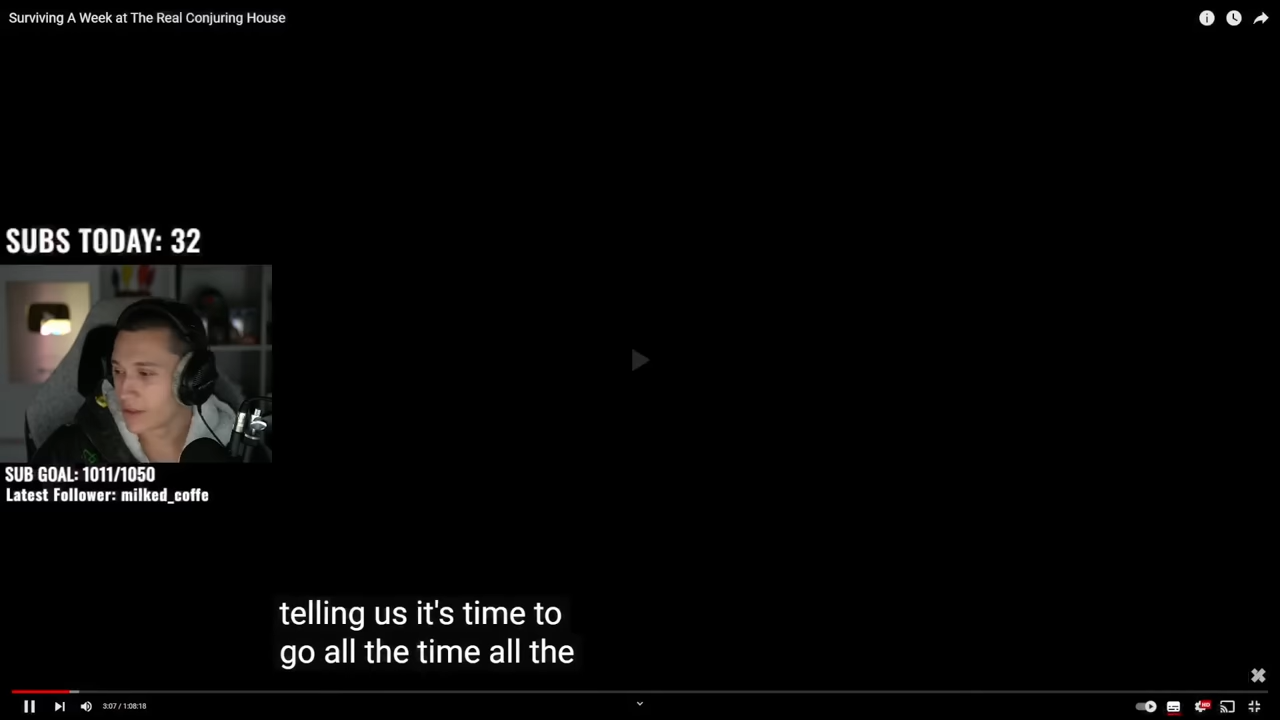 Surviving A Week at The Real Conjuring House
SUBS TODAY: 32
SUB GOAL: 1011/1050
Latest Follower: milked_coffe
telling us it's time to
go all the time all the
3:07 / 1:08:18
HD